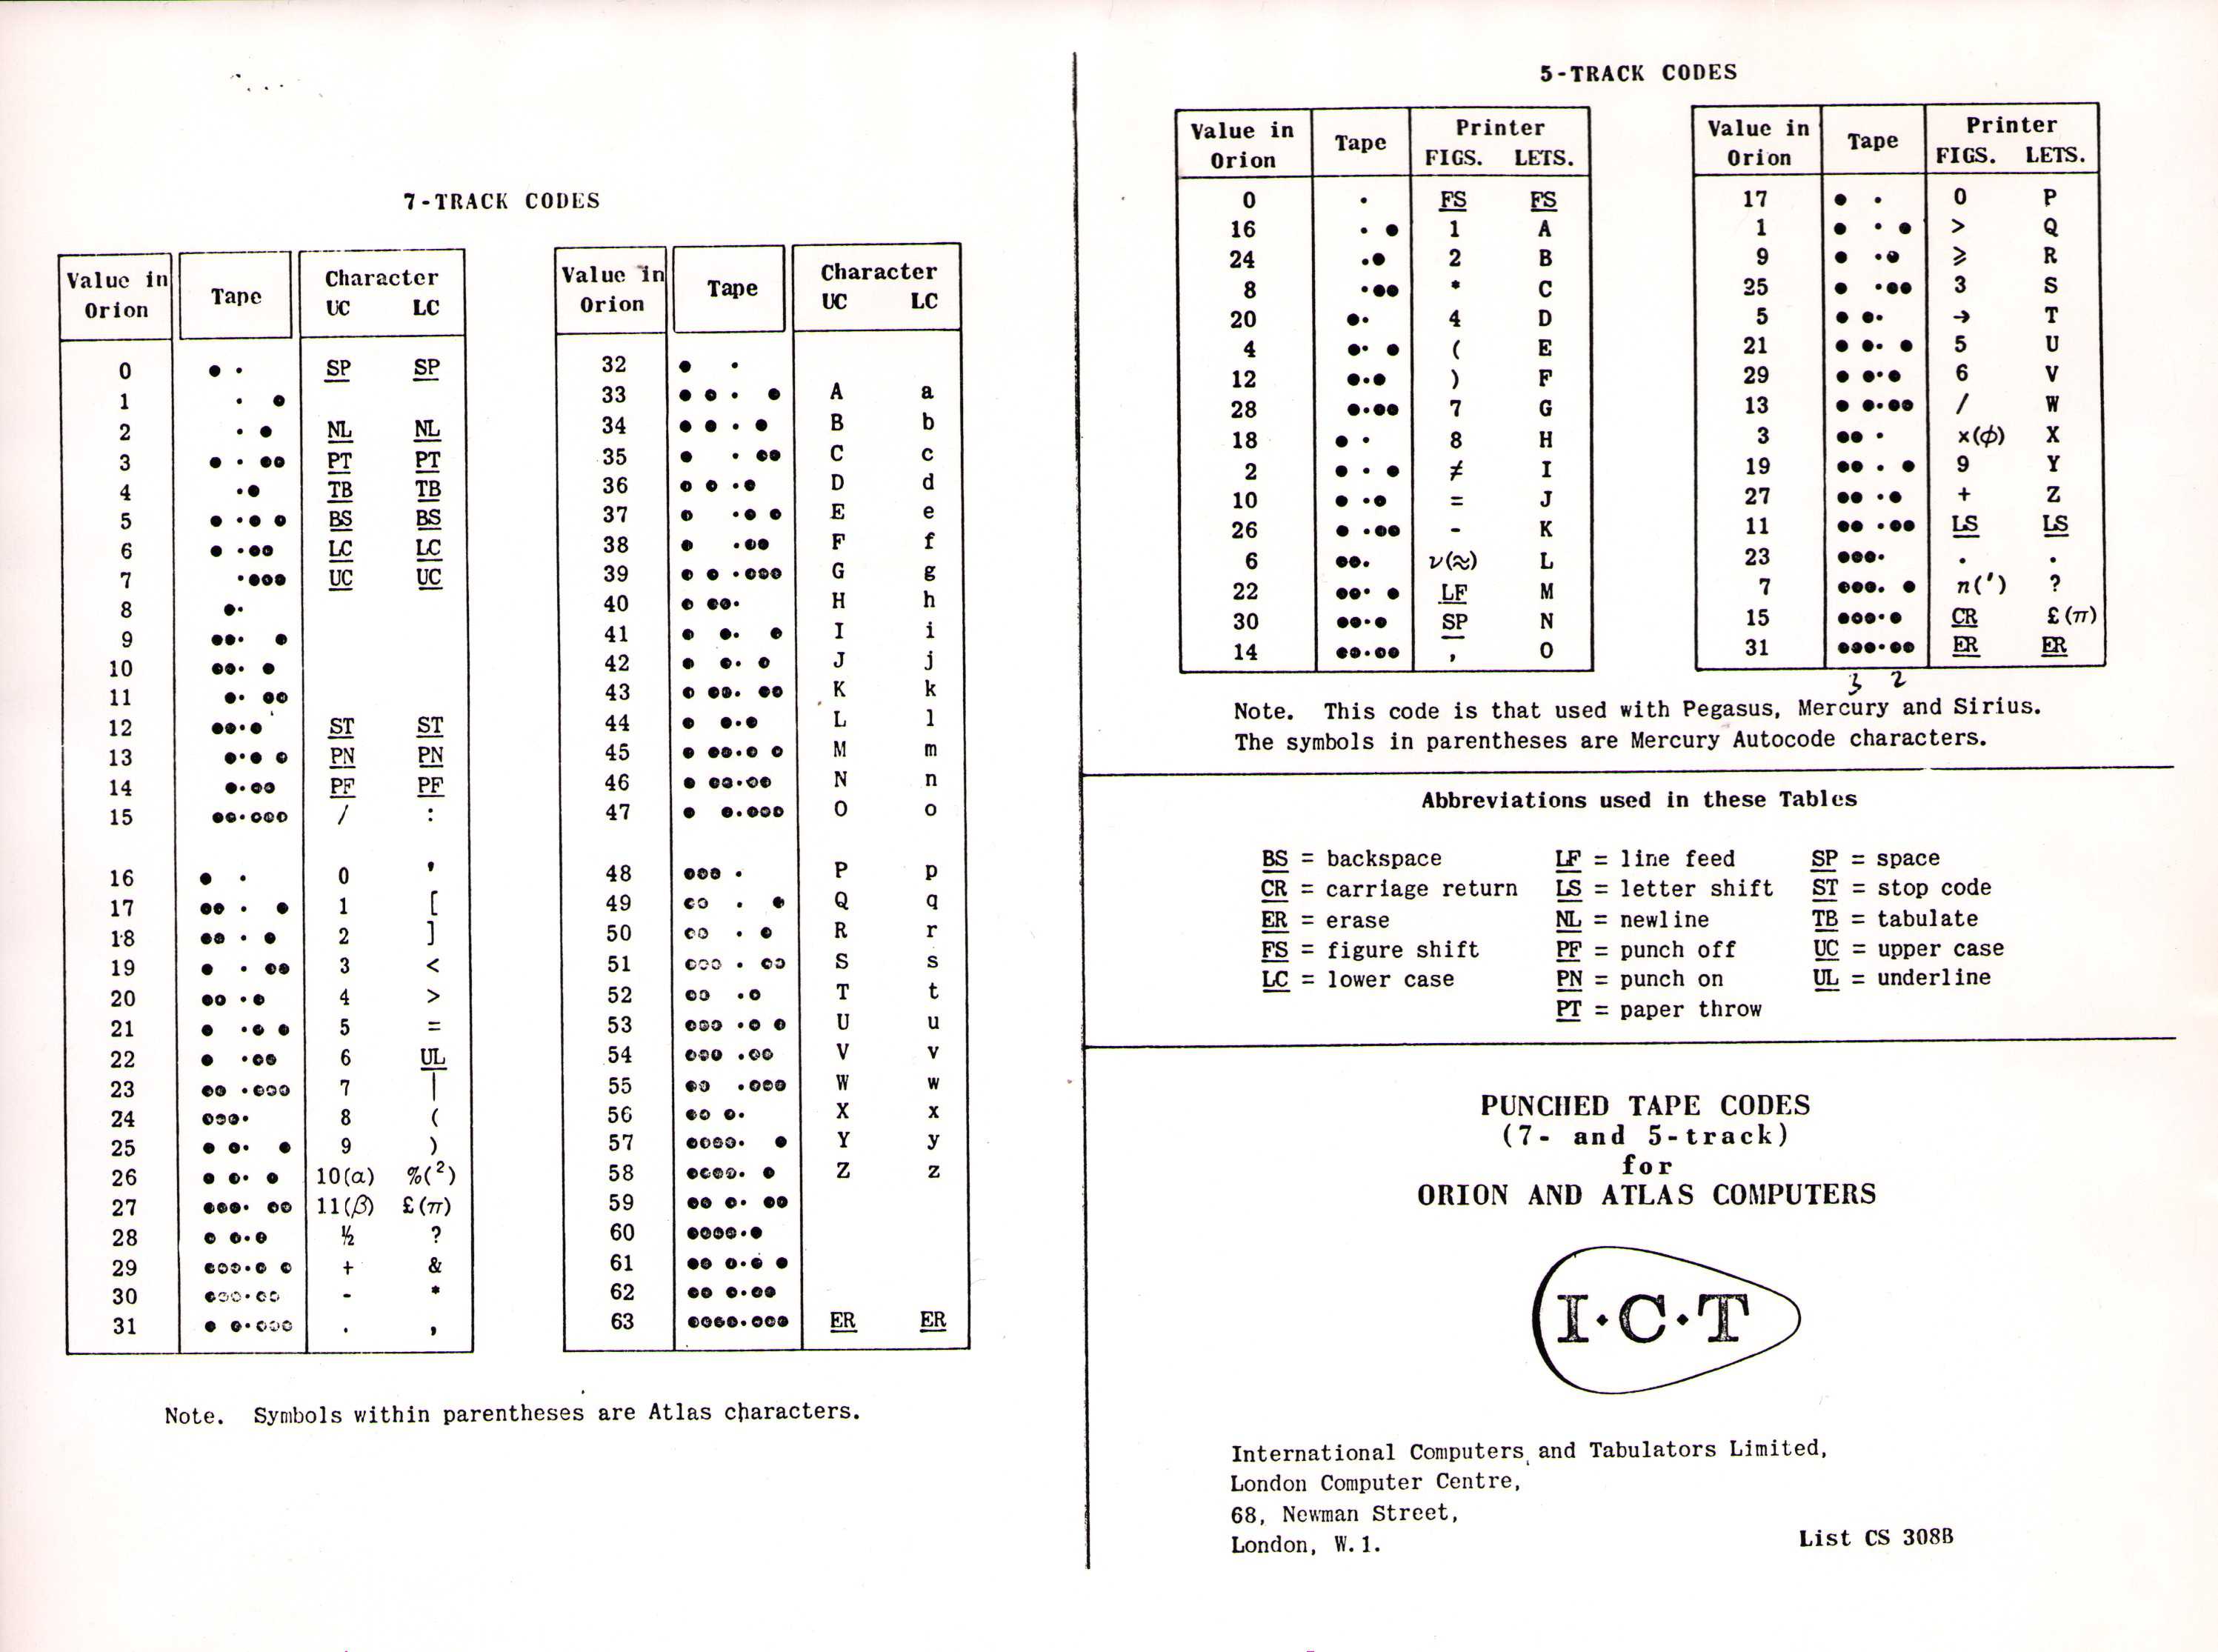 7-TRACK CODES
Value in Orion Tape Character UC LC
0 ● · SP SP
1 · ●
2 · ● NL NL
3 ● · ●● PT PT
4 ·● TB TB
5 ● ·● ● BS BS
6 ● ·●● LC LC
7 ·●●● UC UC
8 ●·
9 ●●· ●
10 ●●· ●
11 ●· ●●
12 ●●·● ST ST
13 ●·● ● PN PN
14 ●·●● PF PF
15 ●●·●●● / :
16 ● · 0 '
17 ●● · ● 1 [
18 ●● · ● 2 ]
19 ● · ●● 3 <
20 ●● ·● 4 >
21 ● ·● ● 5 =
22 ● ·●● 6 UL
23 ●● ·●●● 7 |
24 ●●●· 8 (
25 ● ●· ● 9 )
26 ● ●· ● 10(α) %(²)
27 ●●●· ●● 11(β) £(π)
28 ● ●·● ½ ?
29 ●●●·● ● + &
30 ●●●·●● - *
31 ● ●·●●● . ,
Value in Orion Tape Character UC LC
32 ● ·
33 ● ● · ● A a
34 ● ● · ● B b
35 ● · ●● C c
36 ● ● ·● D d
37 ● ·● ● E e
38 ● ·●● F f
39 ● ● ·●●● G g
40 ● ●●· H h
41 ● ●· ● I i
42 ● ●· ● J j
43 ● ●●· ●● K k
44 ● ●·● L l
45 ● ●●·● ● M m
46 ● ●●·●● N n
47 ● ●·●●● O o
48 ●●● · P p
49 ●● · ● Q q
50 ●● · ● R r
51 ●●● · ●● S s
52 ●● ·● T t
53 ●●● ·● ● U u
54 ●●● ·●● V v
55 ●● ·●●● W w
56 ●● ●· X x
57 ●●●●· ● Y y
58 ●●●●· ● Z z
59 ●● ●· ●●
60 ●●●●·●
61 ●● ●·● ●
62 ●● ●·●●
63 ●●●●·●●● ER ER
Note. Symbols within parentheses are Atlas characters.
5-TRACK CODES
Value in Orion Tape Printer FIGS. LETS.
0 · FS FS
16 · ● 1 A
24 ·● 2 B
8 ·●● * C
20 ●· 4 D
4 ●· ● ( E
12 ●·● ) F
28 ●·●● 7 G
18 ● · 8 H
2 ● · ● ≠ I
10 ● ·● = J
26 ● ·●● - K
6 ●●· ν(≈) L
22 ●●· ● LF M
30 ●●·● SP N
14 ●●·●● , O
Value in Orion Tape Printer FIGS. LETS.
17 ● · 0 P
1 ● · ● > Q
9 ● ·● ⩾ R
25 ● ·●● 3 S
5 ● ●· → T
21 ● ●· ● 5 U
29 ● ●·● 6 V
13 ● ●·●● / W
3 ●● · x(ϕ) X
19 ●● · ● 9 Y
27 ●● ·● + Z
11 ●● ·●● LS LS
23 ●●●· . .
7 ●●●· ● n(') ?
15 ●●●·● CR £(π)
31 ●●●·●● ER ER
3 2
Note. This code is that used with Pegasus, Mercury and Sirius.
The symbols in parentheses are Mercury Autocode characters.
Abbreviations used in these Tables
BS = backspace LF = line feed SP = space
CR = carriage return LS = letter shift ST = stop code
ER = erase NL = newline TB = tabulate
FS = figure shift PF = punch off UC = upper case
LC = lower case PN = punch on UL = underline
PT = paper throw
PUNCHED TAPE CODES
(7- and 5-track)
for
ORION AND ATLAS COMPUTERS
I·C·T
International Computers and Tabulators Limited,
London Computer Centre,
68, Newman Street,
London, W.1.
List CS 308B